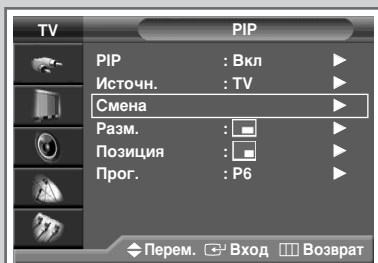 TV PIP
PIP : Вкл
Источн. : TV
Смена
Разм. :
Позиция :
Прог. : P6
Перем. Вход Возврат